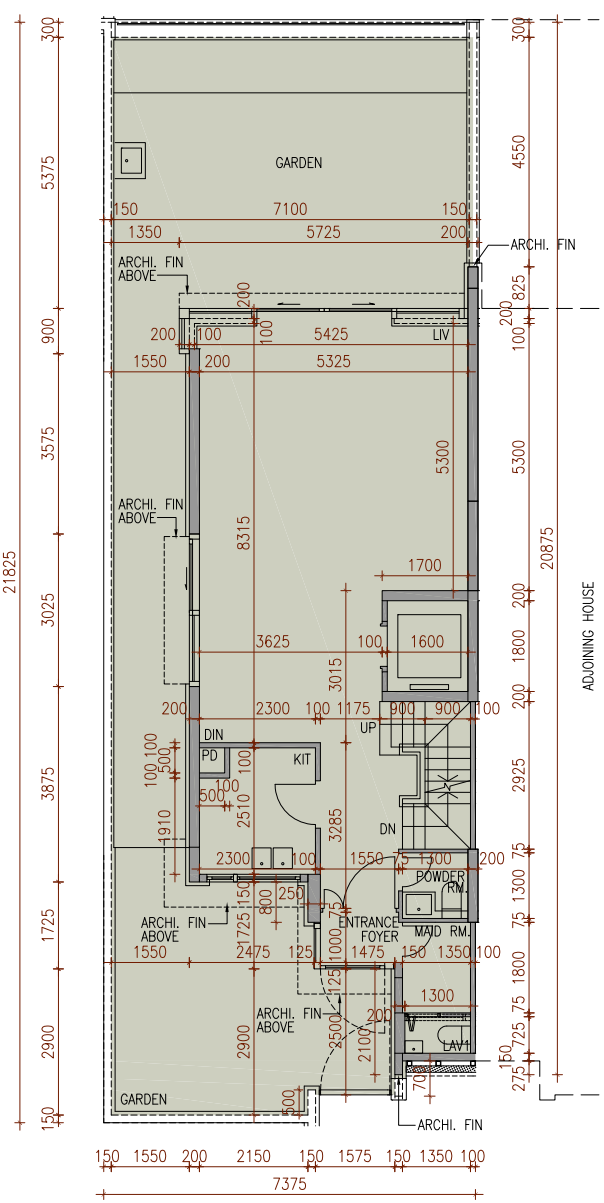 300
300
5375
4550
GARDEN
150 7100 150
1350 5725 200
ARCHI. FIN
ARCHI. FIN
ABOVE
825
200
200
100
100
900
200 100 5425 LIV
1550 200 5325
3575
5300
5300
ARCHI. FIN
ABOVE
8315
21825
20875
1700
200
3025
3625 100 1600
1800
3015
ADJOINING HOUSE
200
200 2300 100 1175 900 900 100
UP
DIN
PD
KIT
100
100
500
100
100
500
2510
2925
3875
1910
3285
DN
2300 100 1550 75 1300 200
75
POWDER
RM.
1300
150
800
250
75
ARCHI. FIN
ABOVE
1725
1725
ENTRANCE
FOYER
MAID RM.
75
1000
1550 2475 125 1475 150 1350 100
125
1800
1300
ARCHI. FIN
ABOVE
200
75
2900
2900
2500
2100
LAV1
725
150
275
70
GARDEN
500
150
ARCHI. FIN
150 1550 200 2150 150 1575 150 1350 100
7375